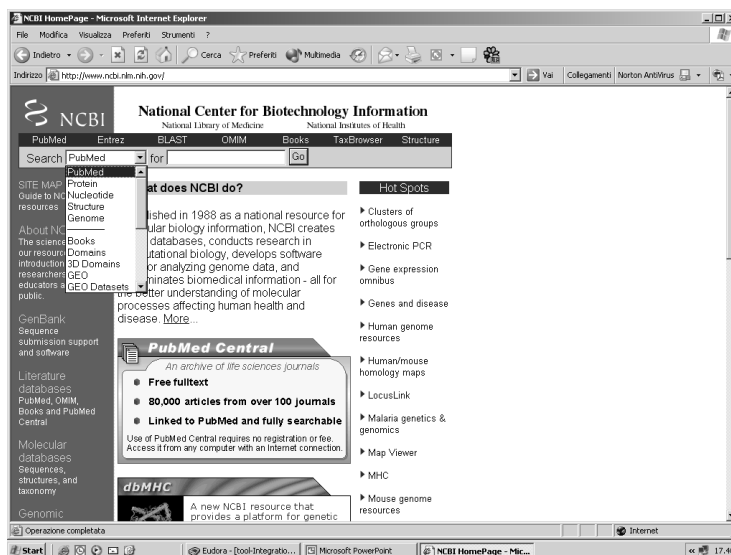 NCBI HomePage - Microsoft Internet Explorer
File Modifica Visualizza Preferiti Strumenti ?
Indietro Cerca Preferiti Multimedia
Indirizzo http://www.ncbi.nlm.nih.gov/ Vai Collegamenti Norton AntiVirus
NCBI
National Center for Biotechnology Information
National Library of Medicine National Institutes of Health
PubMed Entrez BLAST OMIM Books TaxBrowser Structure
Search PubMed for Go
PubMed
Protein
Nucleotide
Structure
Genome
Books
Domains
3D Domains
GEO
GEO Datasets
SITE MAP
Guide to NC
resources
About NC
The science
our resourc
introduction
researchers
educators a
public.
GenBank
Sequence
submission support
and software
Literature
databases
PubMed, OMIM,
Books and PubMed
Central
Molecular
databases
Sequences,
structures, and
taxonomy
Genomic
at does NCBI do?
lished in 1988 as a national resource for
ular biology information, NCBI creates
databases, conducts research in
utational biology, develops software
or analyzing genome data, and
minates biomedical information - all for
the better understanding of molecular
processes affecting human health and
disease. More...
PubMed Central
An archive of life sciences journals
Free fulltext
80,000 articles from over 100 journals
Linked to PubMed and fully searchable
Use of PubMed Central requires no registration or fee.
Access it from any computer with an Internet connection.
dbMHC
A new NCBI resource that
provides a platform for genetic
Hot Spots
Clusters of
orthologous groups
Electronic PCR
Gene expression
omnibus
Genes and disease
Human genome
resources
Human/mouse
homology maps
LocusLink
Malaria genetics &
genomics
Map Viewer
MHC
Mouse genome
resources
Operazione completata Internet
Start Eudora - [tool-Integratio... Microsoft PowerPoint NCBI HomePage - Mic... 17.4